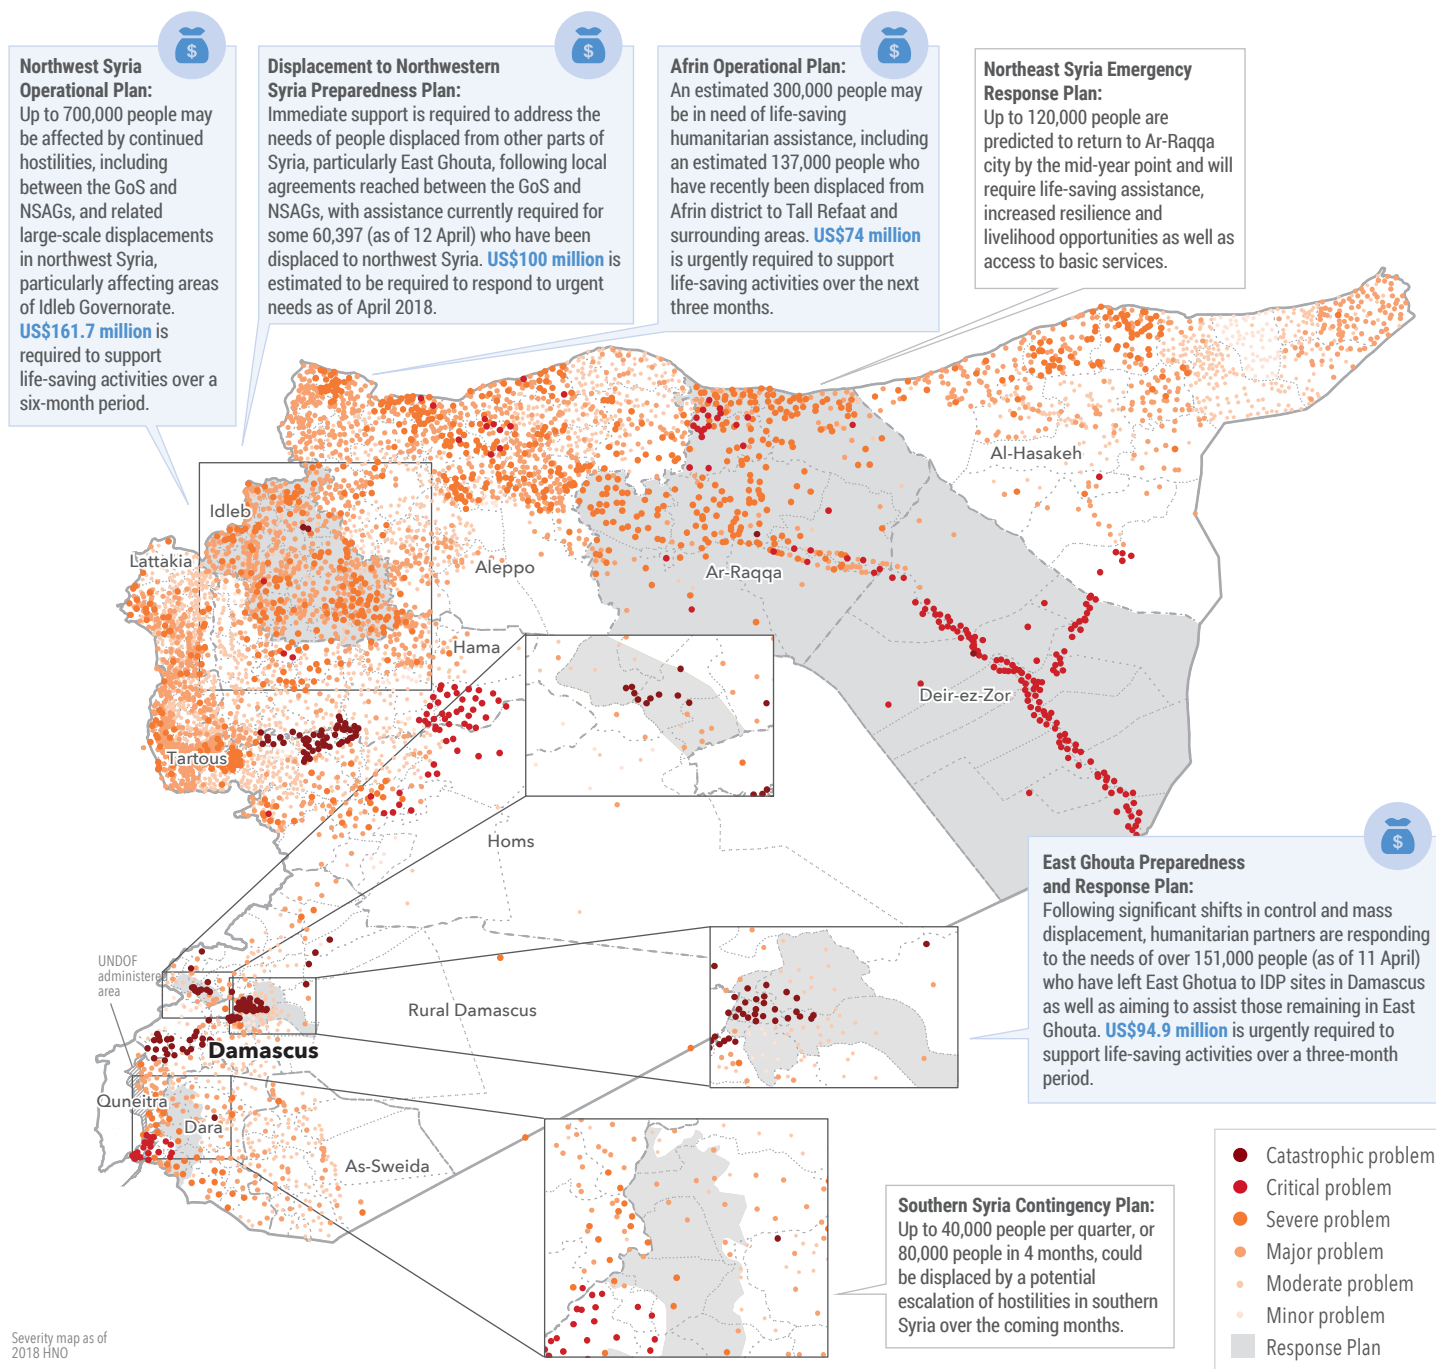 Northwest Syria
Operational Plan:
Up to 700,000 people may
be affected by continued
hostilities, including
between the GoS and
NSAGs, and related
large-scale displacements
in northwest Syria,
particularly affecting areas
of Idleb Governorate.
US$161.7 million is
required to support
life-saving activities over a
six-month period.
$
Displacement to Northwestern
Syria Preparedness Plan:
Immediate support is required to address the
needs of people displaced from other parts of
Syria, particularly East Ghouta, following local
agreements reached between the GoS and
NSAGs, with assistance currently required for
some 60,397 (as of 12 April) who have been
displaced to northwest Syria. US$100 million is
estimated to be required to respond to urgent
needs as of April 2018.
$
Afrin Operational Plan:
An estimated 300,000 people may
be in need of life-saving
humanitarian assistance, including
an estimated 137,000 people who
have recently been displaced from
Afrin district to Tall Refaat and
surrounding areas. US$74 million
is urgently required to support
life-saving activities over the next
three months.
$
Northeast Syria Emergency
Response Plan:
Up to 120,000 people are
predicted to return to Ar-Raqqa
city by the mid-year point and will
require life-saving assistance,
increased resilience and
livelihood opportunities as well as
access to basic services.
Al-Hasakeh
Idleb
Lattakia
Aleppo
Ar-Raqqa
Hama
Deir-ez-Zor
Tartous
Homs
East Ghouta Preparedness
and Response Plan:
Following significant shifts in control and mass
displacement, humanitarian partners are responding
to the needs of over 151,000 people (as of 11 April)
who have left East Ghotua to IDP sites in Damascus
as well as aiming to assist those remaining in East
Ghouta. US$94.9 million is urgently required to
support life-saving activities over a three-month
period.
$
UNDOF
administered
area
Rural Damascus
Damascus
Quneitra
Dara
As-Sweida
Southern Syria Contingency Plan:
Up to 40,000 people per quarter, or
80,000 people in 4 months, could
be displaced by a potential
escalation of hostilities in southern
Syria over the coming months.
Catastrophic problem
Critical problem
Severe problem
Major problem
Moderate problem
Minor problem
Response Plan
Severity map as of
2018 HNO